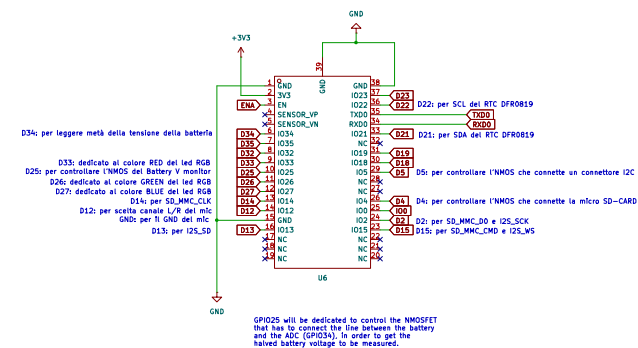 GND
+3V3
39
GND
1 GND GND 38
2 3V3 IO23 37 D23
ENA 3 EN IO22 36 D22 D22: per SCL del RTC DFR0819
4 SENSOR_VP TXD0 35 TXD0
5 SENSOR_VN RXD0 34 RXD0
D34: per leggere metà della tensione della batteria D34 6 IO34 IO21 33 D21 D21: per SDA del RTC DFR0819
D35 7 IO35 NC 32
D32 8 IO32 IO19 31 D19
D33: dedicato al colore RED del led RGB D33 9 IO33 IO18 30 D18
D25: per controllare l'NMOS del Battery V monitor D25 10 IO25 IO5 29 D5 D5: per controllare l'NMOS che connette un connettore I2C
D26: dedicato al colore GREEN del led RGB D26 11 IO26 NC 28
D27: dedicato al colore BLUE del led RGB D27 12 IO27 NC 27
D14: per SD_MMC_CLK D14 13 IO14 IO4 26 D4 D4: per controllare l'NMOS che connette la micro SD-CARD
D12: per scelta canale L/R del mic D12 14 IO12 IO0 25 IO0
GND: per il GND del mic 15 GND IO2 24 D2 D2: per SD_MMC_D0 e I2S_SCK
D13: per I2S_SD D13 16 IO13 IO15 23 D15 D15: per SD_MMC_CMD e I2S_WS
17 NC NC 22
18 NC NC 21
19 NC NC 20
U6
GND
GPIO25 will be dedicated to control the NMOSFET
that has to connect the line between the battery
and the ADC (GPIO34), in order to get the
halved battery voltage to be measured.